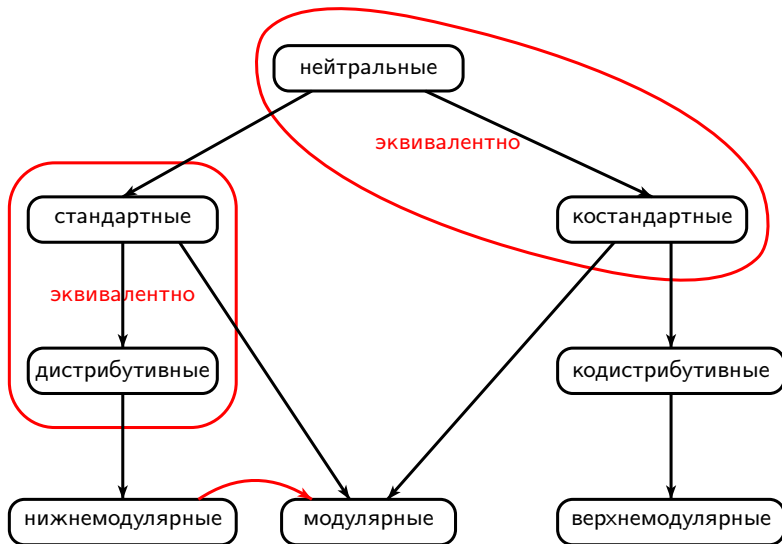 нейтральные
эквивалентно
стандартные
костандартные
эквивалентно
дистрибутивные
кодистрибутивные
нижнемодулярные
модулярные
верхнемодулярные